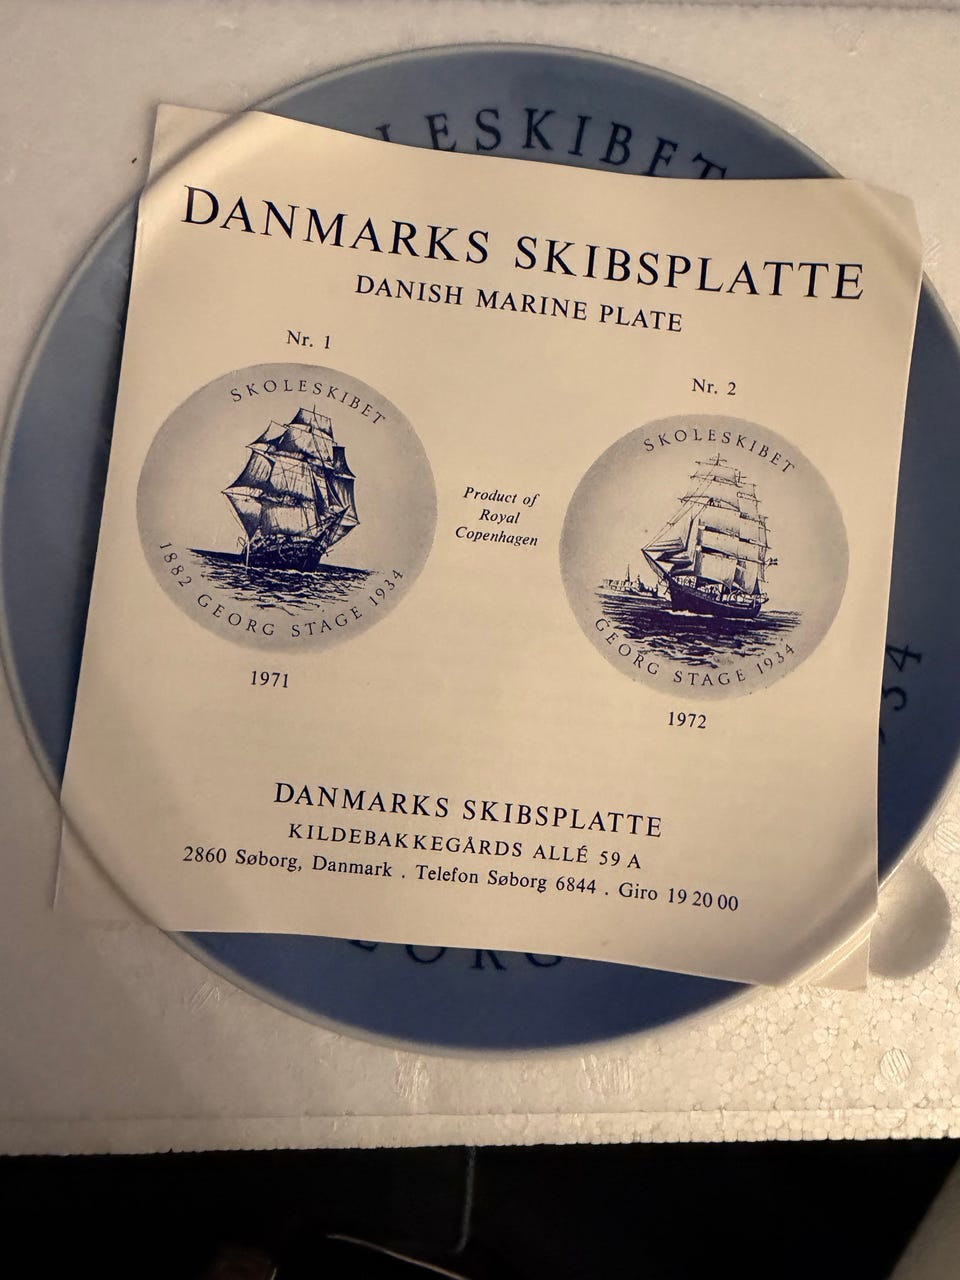 SKIBET
DANMARKS SKIBSPLATTE
DANISH MARINE PLATE
Nr. 1
SKOLESKIBET
1882 GEORG STAGE 1934
1971
Product of
Royal
Copenhagen
Nr. 2
SKOLESKIBET
GEORG STAGE 1934
1972
34
DANMARKS SKIBSPLATTE
KILDEBAKKEGÅRDS ALLÉ 59 A
2860 Søborg, Danmark . Telefon Søborg 6844 . Giro 19 20 00